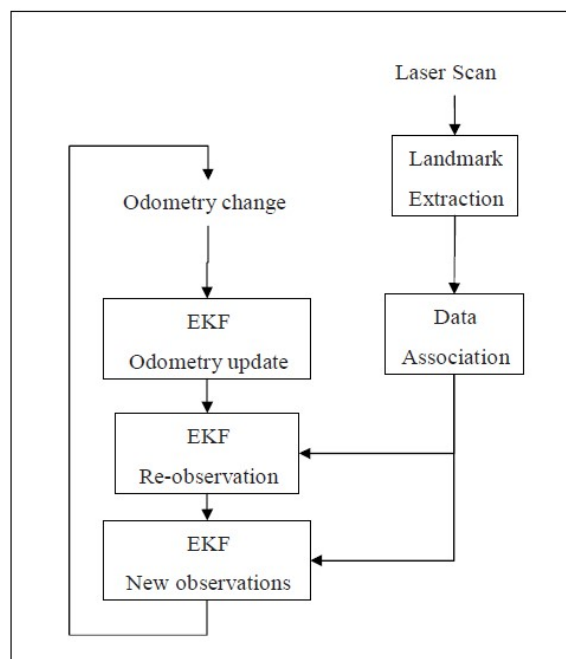 Laser Scan
Landmark
Extraction
Odometry change
EKF
Odometry update
Data
Association
EKF
Re-observation
EKF
New observations